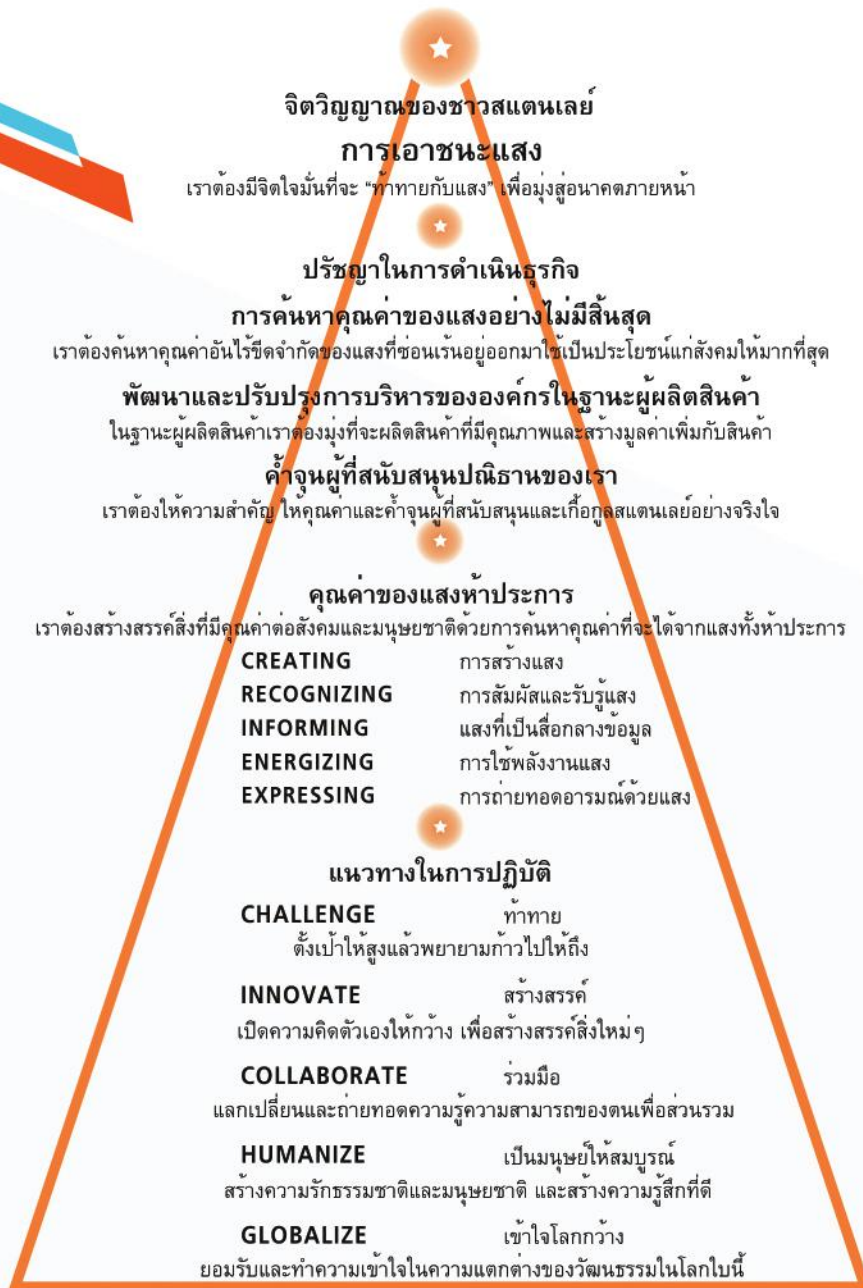 จิตวิญญาณของชาวสแตนเลย์
การเอาชนะแสง
เราต้องมีจิตใจมั่นที่จะ “ท้าทายกับแสง” เพื่อมุ่งสู่อนาคตภายหน้า
ปรัชญาในการดำเนินธุรกิจ
การค้นหาคุณค่าของแสงอย่างไม่มีสิ้นสุด
เราต้องค้นหาคุณค่าอันไร้ขีดจำกัดของแสงที่ซ่อนเร้นอยู่ออกมาใช้เป็นประโยชน์แก่สังคมให้มากที่สุด
พัฒนาและปรับปรุงการบริหารขององค์กรในฐานะผู้ผลิตสินค้า
ในฐานะผู้ผลิตสินค้าเราต้องมุ่งที่จะผลิตสินค้าที่มีคุณภาพและสร้างมูลค่าเพิ่มกับสินค้า
ค้ำจุนผู้ที่สนับสนุนปณิธานของเรา
เราต้องให้ความสำคัญ ให้คุณค่าและค้ำจุนผู้ที่สนับสนุนและเกื้อกูลสแตนเลย์อย่างจริงใจ
คุณค่าของแสงห้าประการ
เราต้องสร้างสรรค์สิ่งที่มีคุณค่าต่อสังคมและมนุษยชาติด้วยการค้นหาคุณค่าที่จะได้จากแสงทั้งห้าประการ
CREATING การสร้างแสง
RECOGNIZING การสัมผัสและรับรู้แสง
INFORMING แสงที่เป็นสื่อกลางข้อมูล
ENERGIZING การใช้พลังงานแสง
EXPRESSING การถ่ายทอดอารมณ์ด้วยแสง
แนวทางในการปฏิบัติ
CHALLENGE ท้าทาย
ตั้งเป้าให้สูงแล้วพยายามก้าวไปให้ถึง
INNOVATE สร้างสรรค์
เปิดความคิดตัวเองให้กว้าง เพื่อสร้างสรรค์สิ่งใหม่ๆ
COLLABORATE ร่วมมือ
แลกเปลี่ยนและถ่ายทอดความรู้ความสามารถของตนเพื่อส่วนรวม
HUMANIZE เป็นมนุษย์ให้สมบูรณ์
สร้างความรักธรรมชาติและมนุษยชาติ และสร้างความรู้สึกที่ดี
GLOBALIZE เข้าใจโลกกว้าง
ยอมรับและทำความเข้าใจในความแตกต่างของวัฒนธรรมในโลกใบนี้